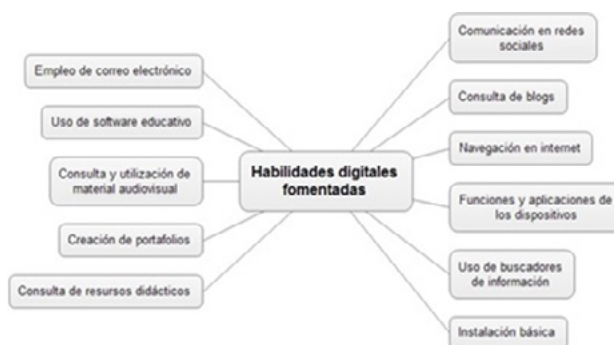 Habilidades digitales
fomentadas
Empleo de correo electrónico
Uso de software educativo
Consulta y utilización de
material audiovisual
Creación de portafolios
Consulta de resursos didácticos
Comunicación en redes
sociales
Consulta de blogs
Navegación en internet
Funciones y aplicaciones de
los dispositivos
Uso de buscadores
de información
Instalación básica